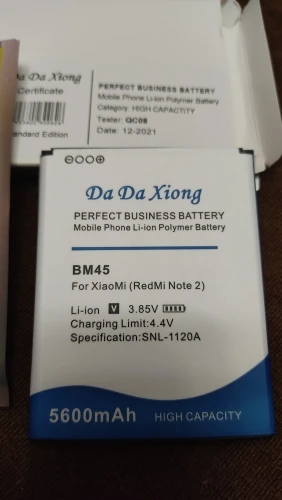 Da Da Xiong
Certificate
Standard Edition
PERFECT BUSINESS BATTERY
Mobile Phone Li-ion Polymer Battery
Category: HIGH CAPACITY
Tester: QC08
Date: 12-2021
Da Da Xiong
PERFECT BUSINESS BATTERY
Mobile Phone Li-ion Polymer Battery
BM45
For XiaoMi (RedMi Note 2)
Li-ion V 3.85V
Charging Limit:4.4V
Specification:SNL-1120A
5600mAh HIGH CAPACITY